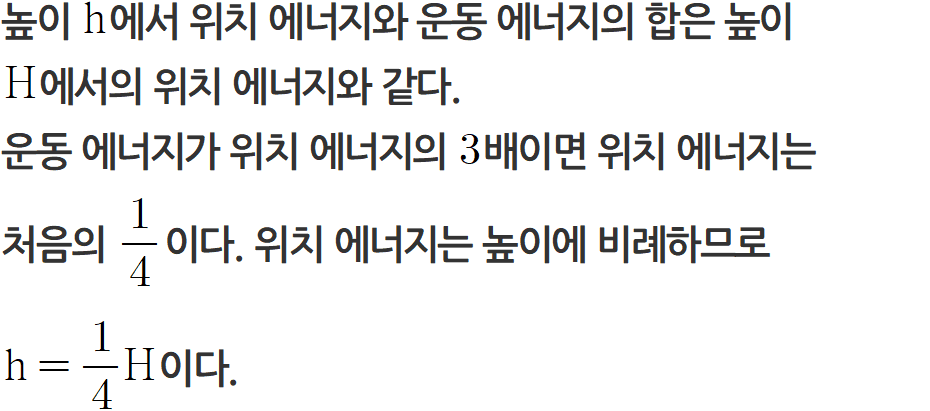 높이 h에서 위치 에너지와 운동 에너지의 합은 높이
H에서의 위치 에너지와 같다.
운동 에너지가 위치 에너지의 3배이면 위치 에너지는
처음의 1/4 이다. 위치 에너지는 높이에 비례하므로
h = 1/4 H이다.